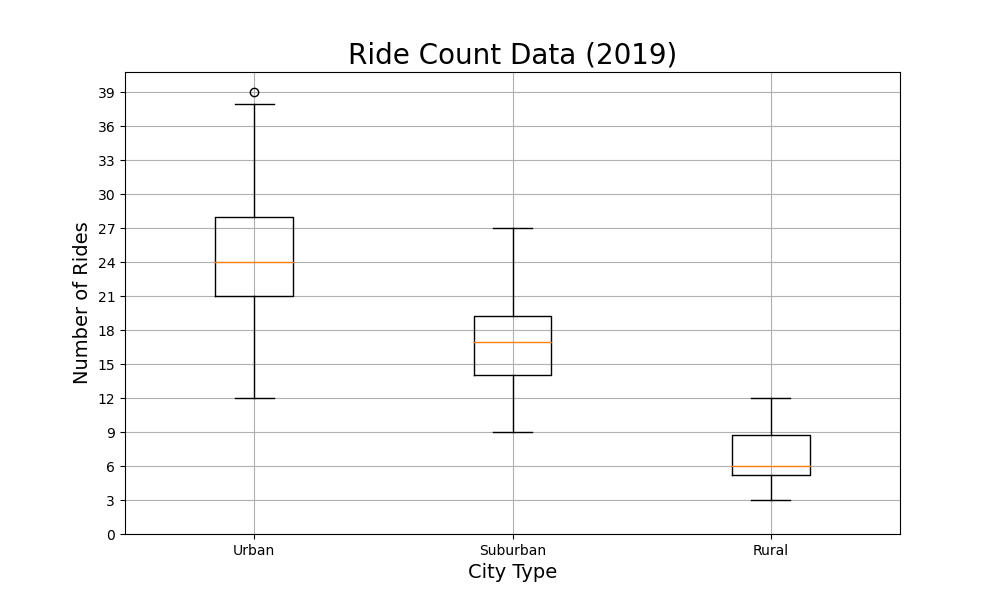 Ride Count Data (2019)
Number of Rides
39
36
33
30
27
24
21
18
15
12
9
6
3
0
Urban
Suburban
Rural
City Type